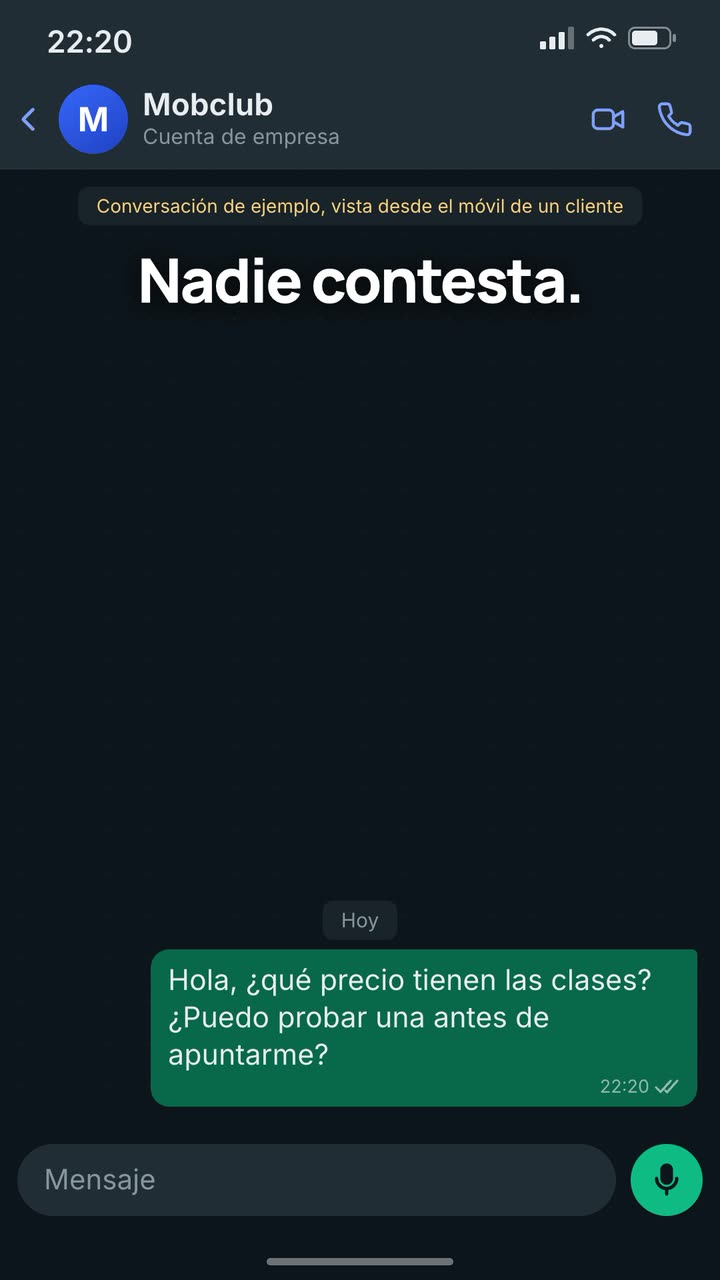 22:20
M
Mobclub
Cuenta de empresa
Conversación de ejemplo, vista desde el móvil de un cliente
Nadie contesta.
Hoy
Hola, ¿qué precio tienen las clases?
¿Puedo probar una antes de
apuntarme?
22:20
Mensaje